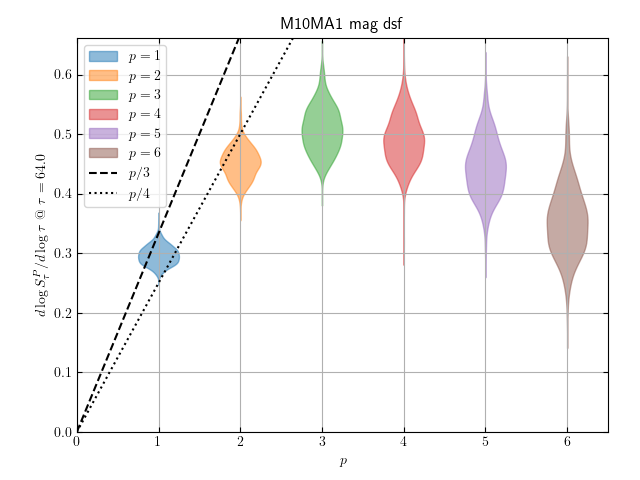 M10MA1 mag dsf
p = 1
p = 2
p = 3
p = 4
p = 5
p = 6
p/3
p/4
d log S_τ^P / d log τ @ τ = 64.0
0.6
0.5
0.4
0.3
0.2
0.1
0.0
0 1 2 3 4 5 6
p